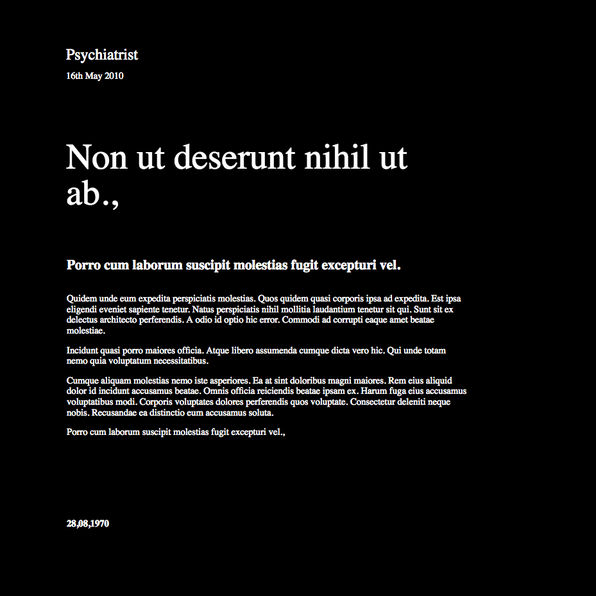 Psychiatrist
16th May 2010
Non ut deserunt nihil ut
ab.,
Porro cum laborum suscipit molestias fugit excepturi vel.
Quidem unde eum expedita perspiciatis molestias. Quos quidem quasi corporis ipsa ad expedita. Est ipsa
eligendi eveniet sapiente tenetur. Natus perspiciatis nihil mollitia laudantium tenetur sit qui. Sunt sit ex
delectus architecto perferendis. A odio id optio hic error. Commodi ad corrupti eaque amet beatae
molestiae.
Incidunt quasi porro maiores officia. Atque libero assumenda cumque dicta vero hic. Qui unde totam
nemo quia voluptatum necessitatibus.
Cumque aliquam molestias nemo iste asperiores. Ea at sint doloribus magni maiores. Rem eius aliquid
dolor id incidunt accusamus beatae. Omnis officia reiciendis beatae ipsam ex. Harum fuga eius accusamus
voluptatibus modi. Corporis voluptates dolores perferendis quos voluptate. Consectetur deleniti neque
nobis. Recusandae ea distinctio eum accusamus soluta.
Porro cum laborum suscipit molestias fugit excepturi vel.,
28,08,1970